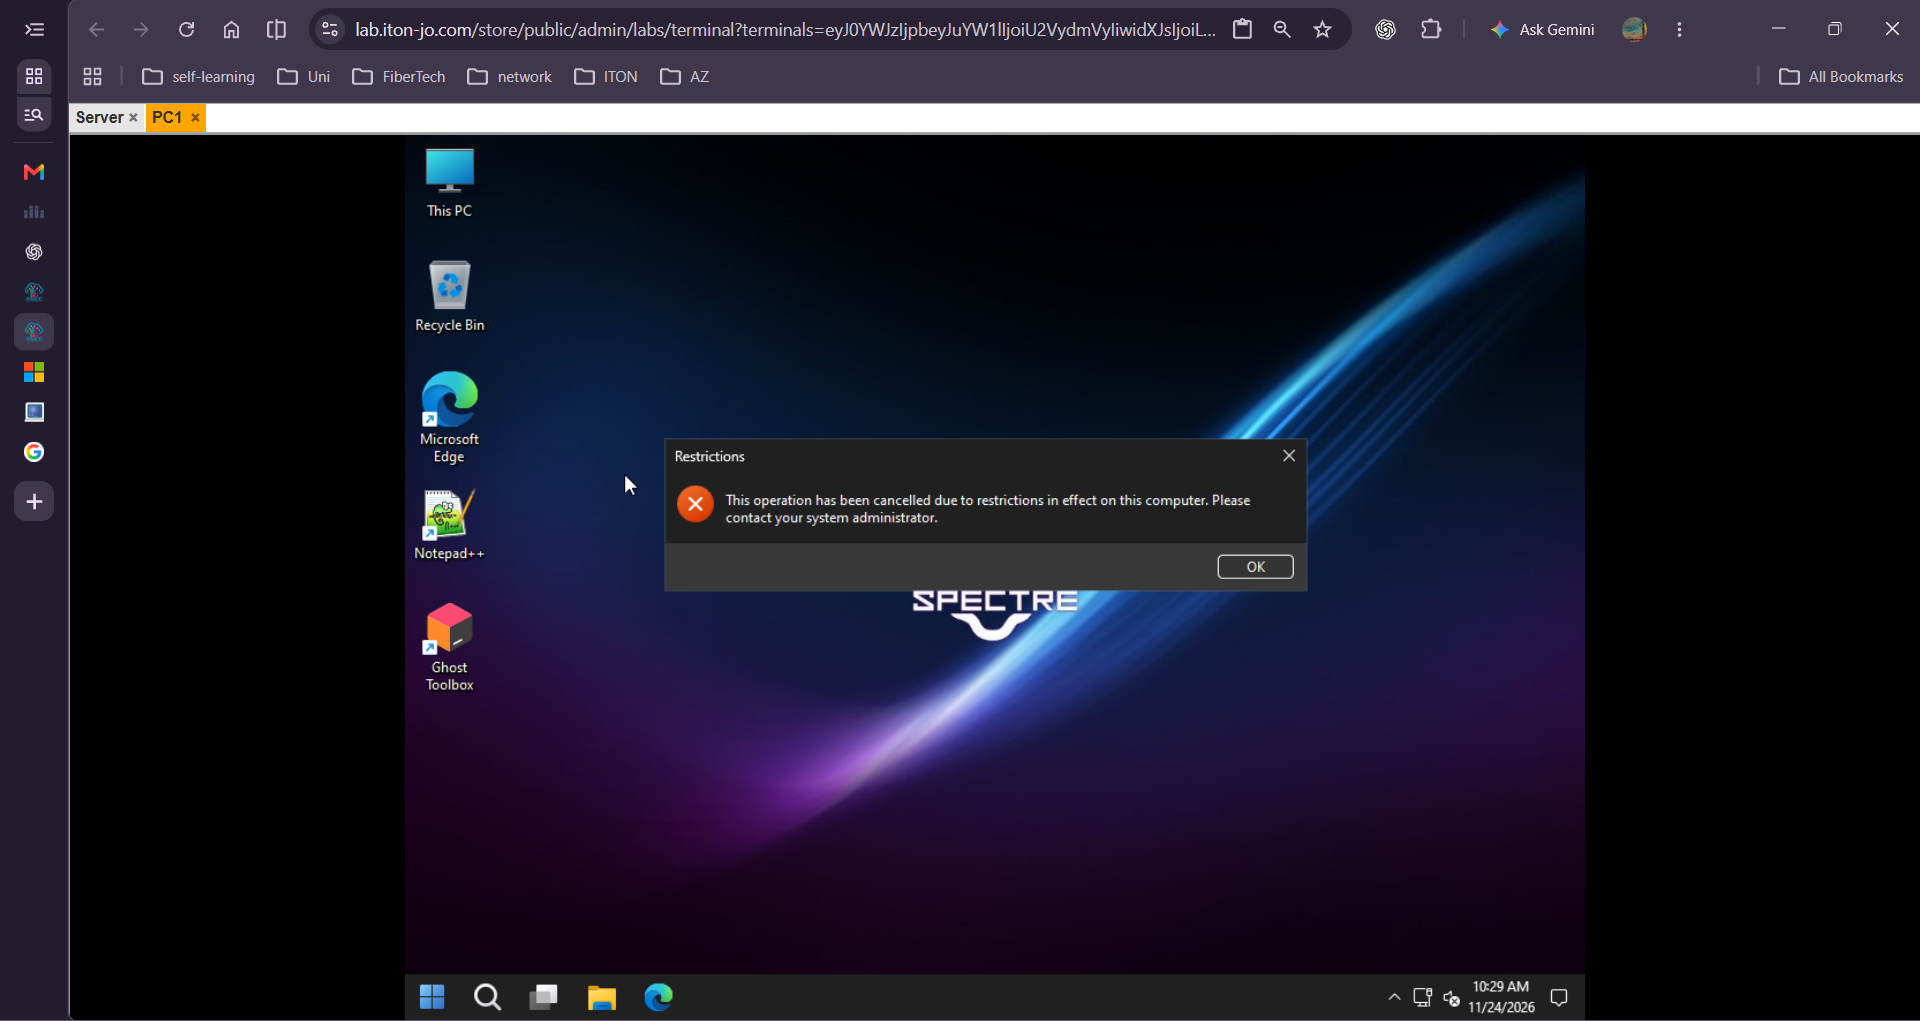 lab.iton-jo.com/store/public/admin/labs/terminal?terminals=eyJ0YWJzIjpbeyJuYW1lIjoiU2VydmVyIiwidXJsIjoiL...
Ask Gemini
self-learning
Uni
FiberTech
network
ITON
AZ
All Bookmarks
Server ×
PC1 ×
This PC
Recycle Bin
Microsoft
Edge
Notepad++
Ghost
Toolbox
Restrictions
This operation has been cancelled due to restrictions in effect on this computer. Please
contact your system administrator.
OK
SPECTRE
10:29 AM
11/24/2026